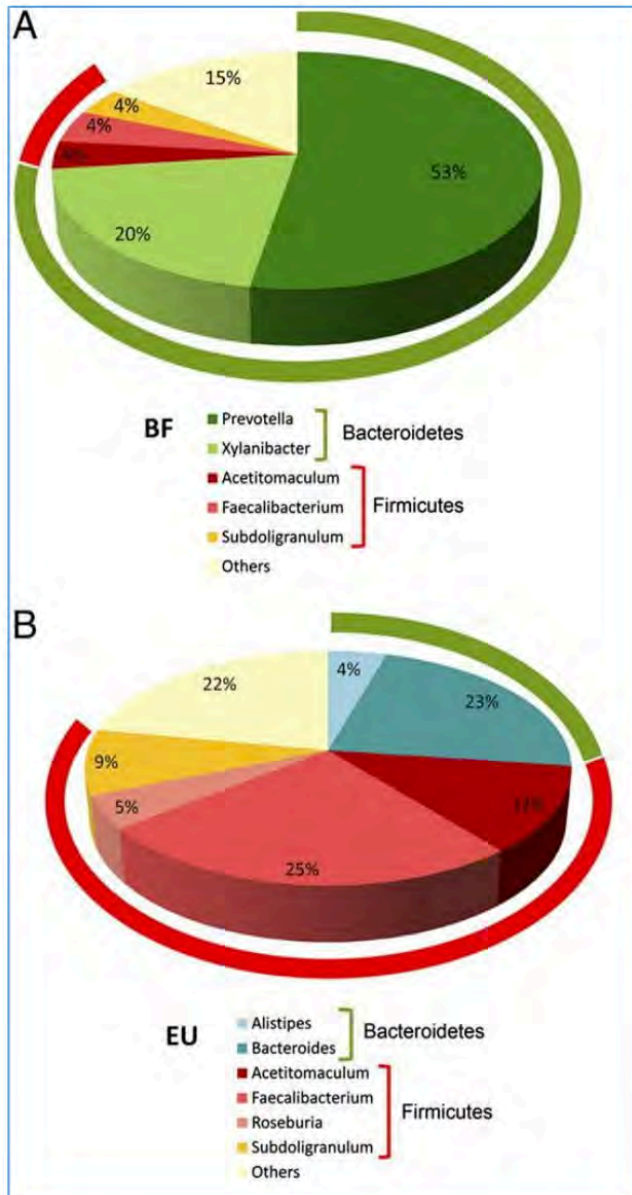 A
15%
4%
4%
53%
20%
BF
Prevotella
Xylanibacter
Bacteroidetes
Acetitomaculum
Faecalibacterium
Subdoligranulum
Firmicutes
Others
B
22%
4%
23%
9%
5%
25%
EU
Alistipes
Bacteroides
Bacteroidetes
Acetitomaculum
Faecalibacterium
Roseburia
Subdoligranulum
Firmicutes
Others